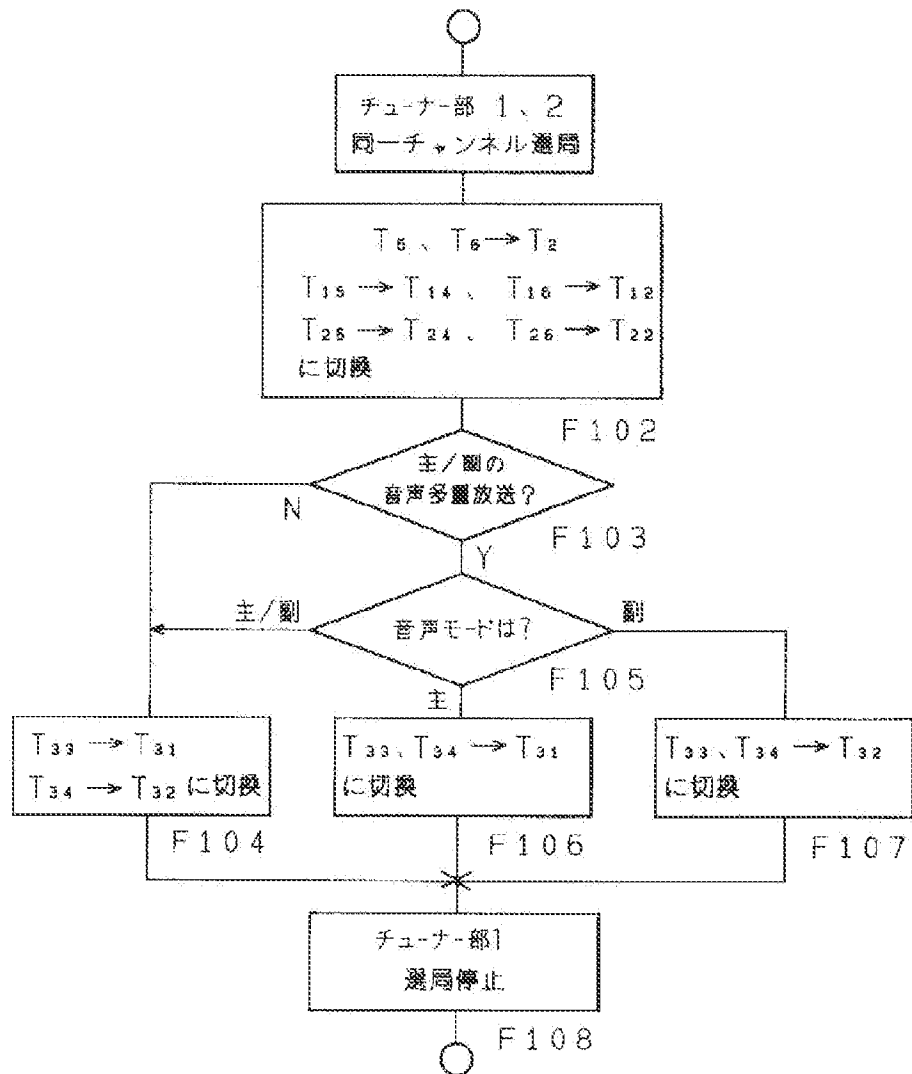 チューナー部 1、2
同一チャンネル選局
T₅、T₆→T₂
T₁₅→T₁₄、T₁₆→T₁₂
T₂₅→T₂₄、T₂₆→T₂₂
に切換
F102
主/副の
音声多重放送?
N
F103
Y
主/副
音声モードは?
副
F105
主
T₃₃→T₃₁
T₃₄→T₃₂に切換
F104
T₃₃、T₃₄→T₃₁
に切換
F106
T₃₃、T₃₄→T₃₂
に切換
F107
チューナー部1
選局停止
F108